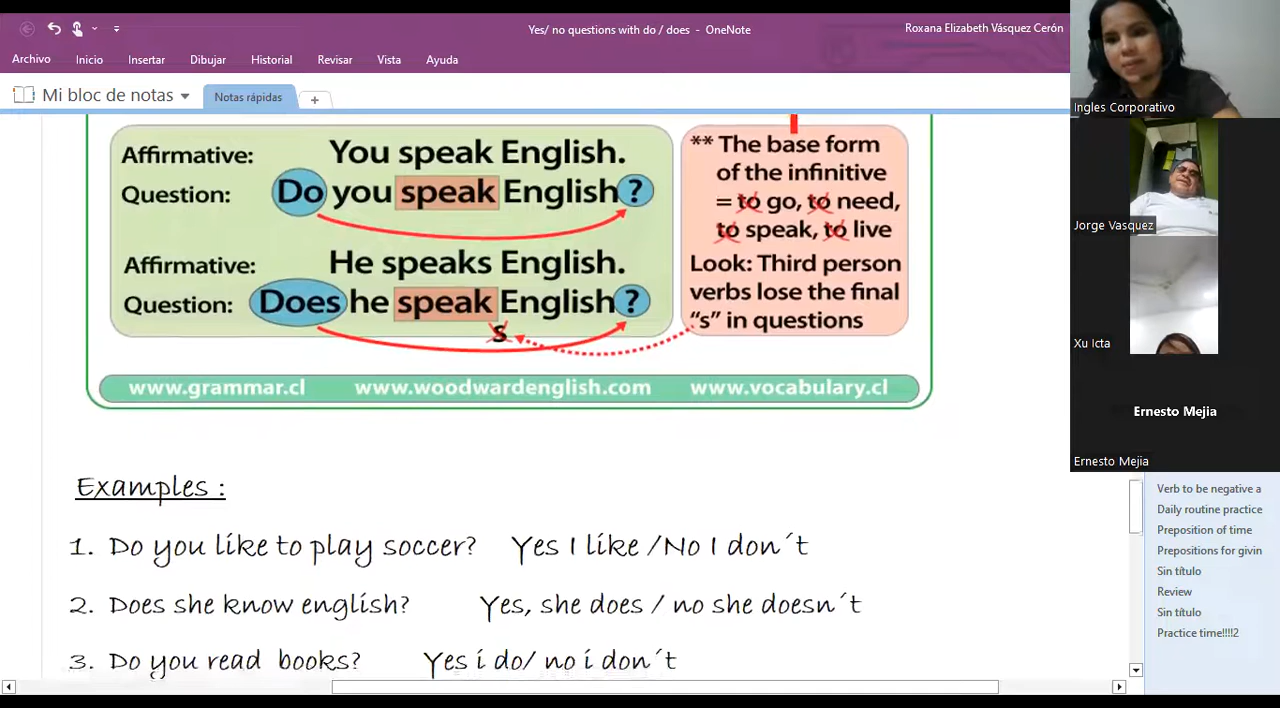 Yes/ no questions with do / does - OneNote
Roxana Elizabeth Vásquez Cerón
Archivo Inicio Insertar Dibujar Historial Revisar Vista Ayuda
Mi bloc de notas
Notas rápidas
Affirmative: You speak English.
Question: Do you speak English?
Affirmative: He speaks English.
Question: Does he speak English?
s
** The base form
of the infinitive
= to go, to need,
to speak, to live
Look: Third person
verbs lose the final
“s” in questions
www.grammar.cl www.woodwardenglish.com www.vocabulary.cl
Examples :
1. Do you like to play soccer? Yes I like /No I don´t
2. Does she know english? Yes, she does / no she doesn´t
3. Do you read books? Yes i do/ no i don´t
Ingles Corporativo
Jorge Vasquez
Xu Icta
Ernesto Mejia
Ernesto Mejia
Verb to be negative a
Daily routine practice
Preposition of time
Prepositions for givin
Sin título
Review
Sin título
Practice time!!!!2